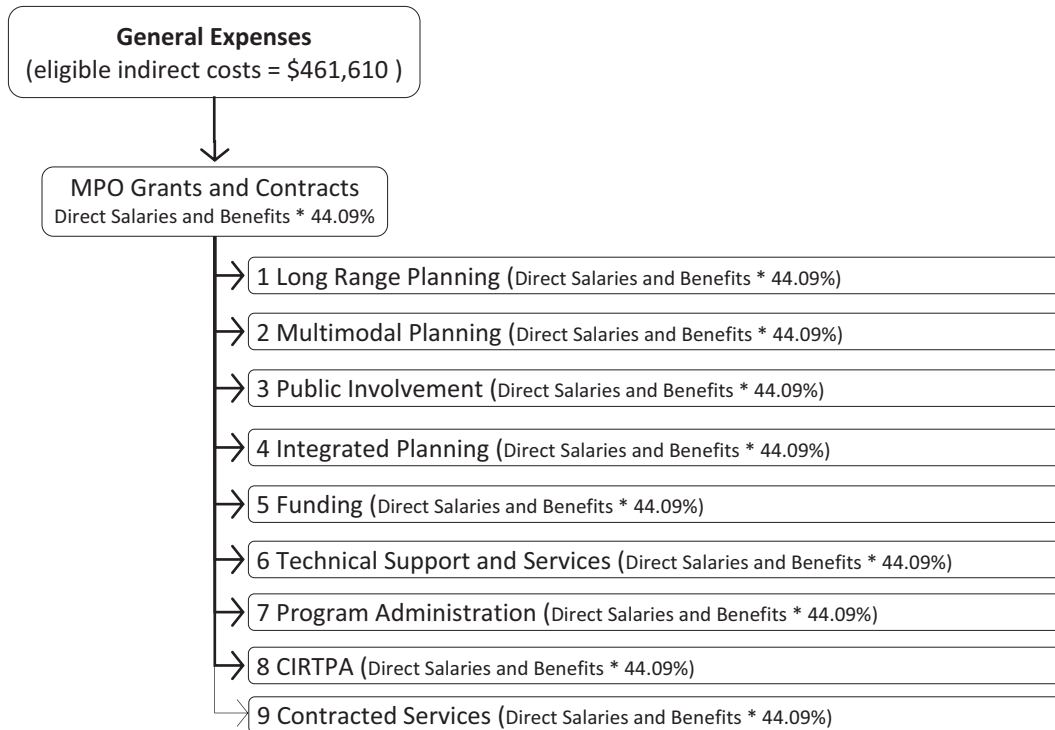 General Expenses
(eligible indirect costs = $461,610 )
MPO Grants and Contracts
Direct Salaries and Benefits * 44.09%
1 Long Range Planning (Direct Salaries and Benefits * 44.09%)
2 Multimodal Planning (Direct Salaries and Benefits * 44.09%)
3 Public Involvement (Direct Salaries and Benefits * 44.09%)
4 Integrated Planning (Direct Salaries and Benefits * 44.09%)
5 Funding (Direct Salaries and Benefits * 44.09%)
6 Technical Support and Services (Direct Salaries and Benefits * 44.09%)
7 Program Administration (Direct Salaries and Benefits * 44.09%)
8 CIRTPA (Direct Salaries and Benefits * 44.09%)
9 Contracted Services (Direct Salaries and Benefits * 44.09%)